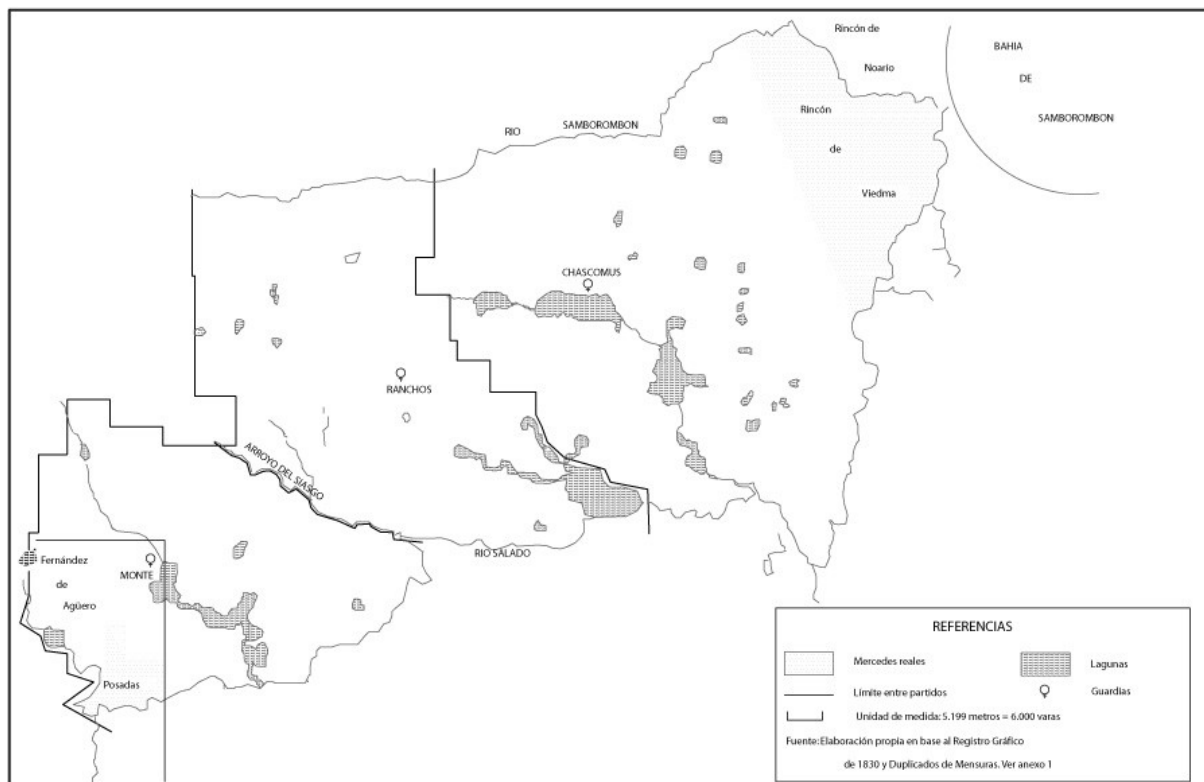 Rincón de
Noario
BAHIA
DE
SAMBOROMBON
RIO SAMBOROMBON
Rincón
de
Viedma
CHASCOMUS
RANCHOS
ARROYO DEL SIASGO
RIO SALADO
Fernández
de
Agüero
MONTE
Posadas
REFERENCIAS
Mercedes reales
Lagunas
Límite entre partidos
Guardias
Unidad de medida: 5.199 metros = 6.000 varas
Fuente: Elaboración propia en base al Registro Gráfico
de 1830 y Duplicados de Mensuras. Ver anexo 1